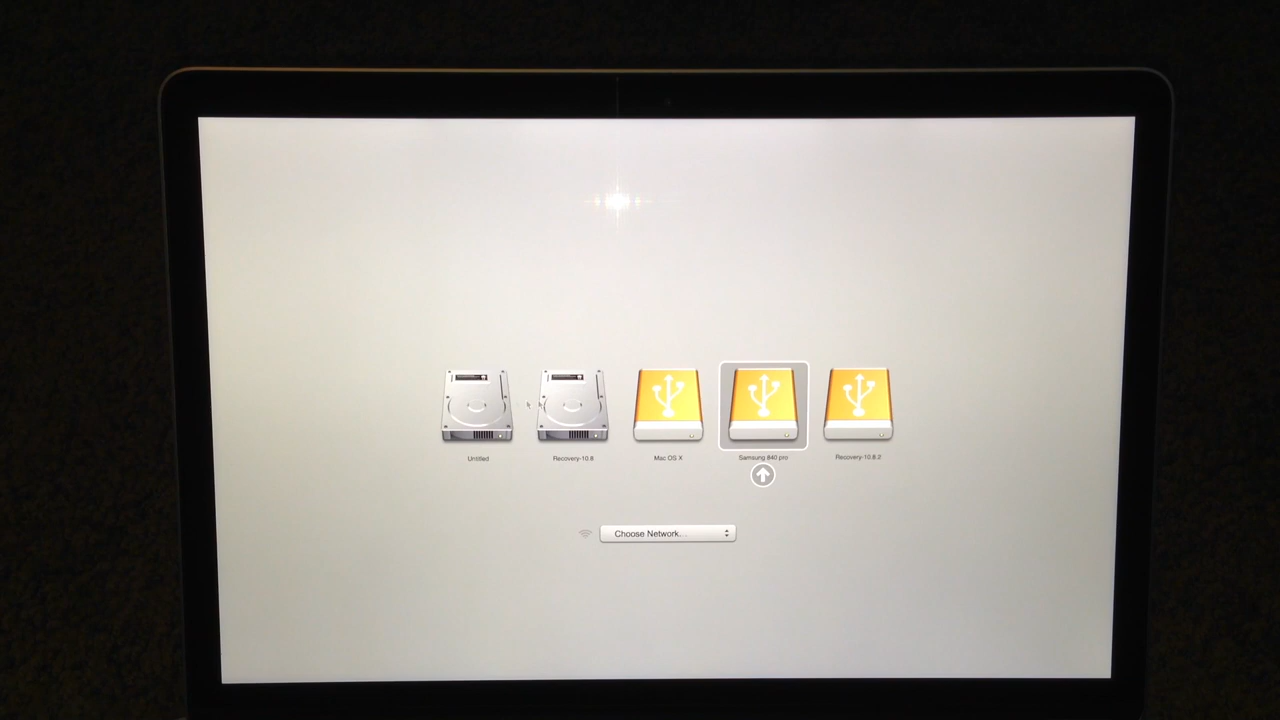 Untitled
Recovery-10.8
Mac OS X
Samsung 840 pro
Recovery-10.8.2
Choose Network...